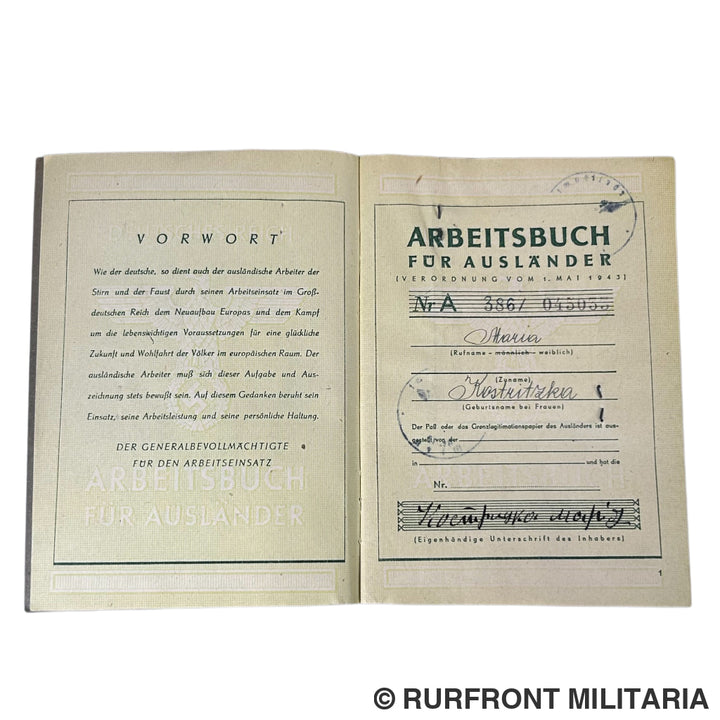 VORWORT
Wie der deutsche, so dient auch der ausländische Arbeiter der
Stirn und der Faust durch seinen Arbeitseinsatz im Groß-
deutschen Reich dem Neuaufbau Europas und dem Kampf
um die lebenswichtigen Voraussetzungen für eine glückliche
Zukunft und Wohlfahrt der Völker im europäischen Raum. Der
ausländische Arbeiter muß sich dieser Aufgabe und Aus-
zeichnung stets bewußt sein. Auf diesem Gedanken beruht sein
Einsatz, seine Arbeitsleistung und seine persönliche Haltung.
DER GENERALBEVOLLMÄCHTIGTE
FÜR DEN ARBEITSEINSATZ
ARBEITSBUCH
FÜR AUSLÄNDER
ARBEITSBUCH
FÜR AUSLÄNDER
(VERORDNUNG VOM 1. MAI 1943)
Nr A 386/ 045055
Maria
(Rufname - männlich - weiblich)
(Zuname)
Kostritzka
(Geburtsname bei Frauen)
Der Paß oder das Grenzlegitimationspapier des Ausländers ist aus-
gestellt von der
in und hat die
Nr.
Костричка Марія
(Eigenhändige Unterschrift des Inhabers)
1
© RURFRONT MILITARIA